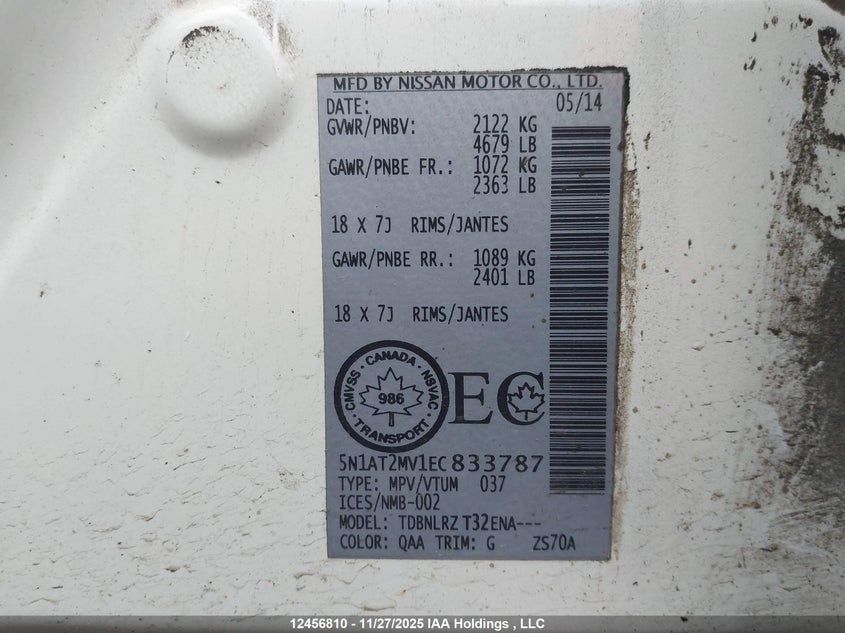 MFD BY NISSAN MOTOR CO., LTD.
DATE: 05/14
GVWR/PNBV: 2122 KG
4679 LB
GAWR/PNBE FR.: 1072 KG
2363 LB
18 X 7J RIMS/JANTES
GAWR/PNBE RR.: 1089 KG
2401 LB
18 X 7J RIMS/JANTES
CMVSS · CANADA · NSVAC · TRANSPORT ·
986
EC
5N1AT2MV1EC833787
TYPE: MPV/VTUM 037
ICES/NMB-002
MODEL: TDBNLRZ T32ENA---
COLOR: QAA TRIM: G ZS70A
12456810 - 11/27/2025 IAA Holdings , LLC